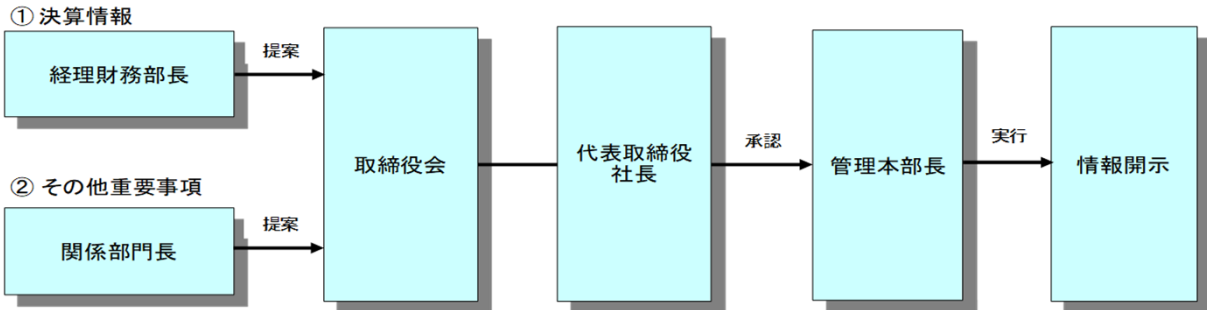 ① 決算情報
経理財務部長
提案
② その他重要事項
関係部門長
提案
取締役会
代表取締役
社長
承認
管理本部長
実行
情報開示